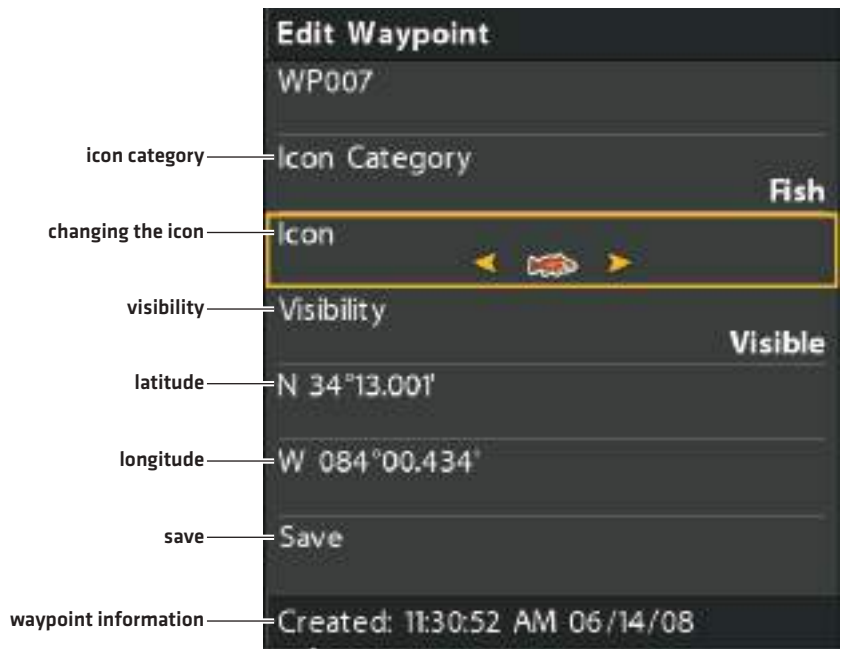 Edit Waypoint
WP007
icon category
Icon Category
Fish
changing the icon
Icon
visibility
Visibility
Visible
latitude
N 34°13.001'
longitude
W 084°00.434'
save
Save
waypoint information
Created: 11:30:52 AM 06/14/08